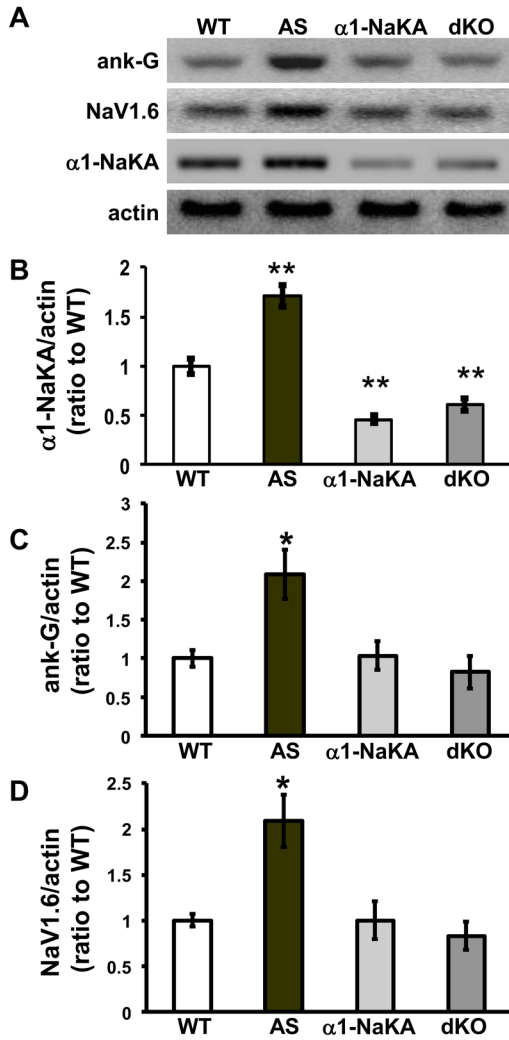 A
WT AS α1-NaKA dKO
ank-G
NaV1.6
α1-NaKA
actin
B
α1-NaKA/actin
(ratio to WT)
2
1.5
1
0.5
0
**
**
**
WT AS α1-NaKA dKO
C
ank-G/actin
(ratio to WT)
3
2.5
2
1.5
1
0.5
0
*
WT AS α1-NaKA dKO
D
NaV1.6/actin
(ratio to WT)
2.5
2
1.5
1
0.5
0
*
WT AS α1-NaKA dKO